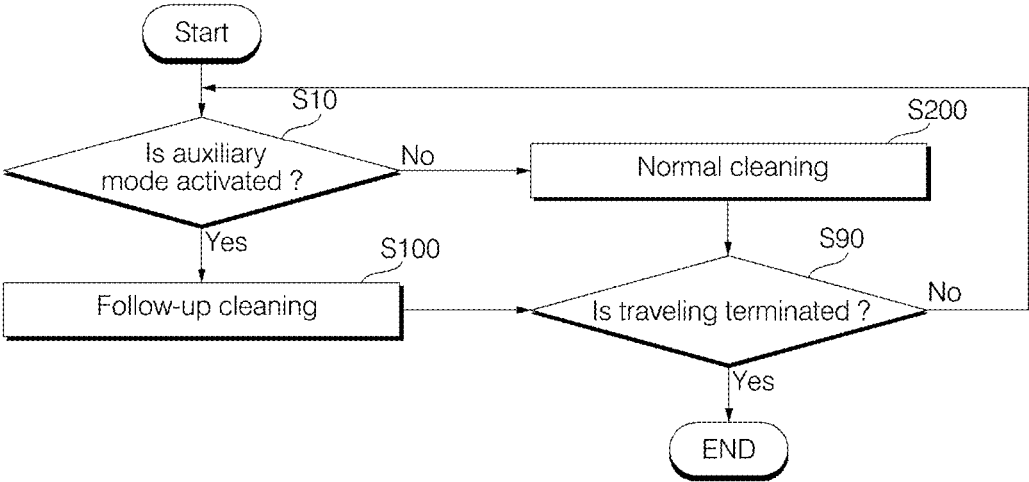 Start
S10
Is auxiliary
mode activated ?
No
S200
Normal cleaning
Yes
S100
Follow-up cleaning
S90
Is traveling terminated ?
No
Yes
END